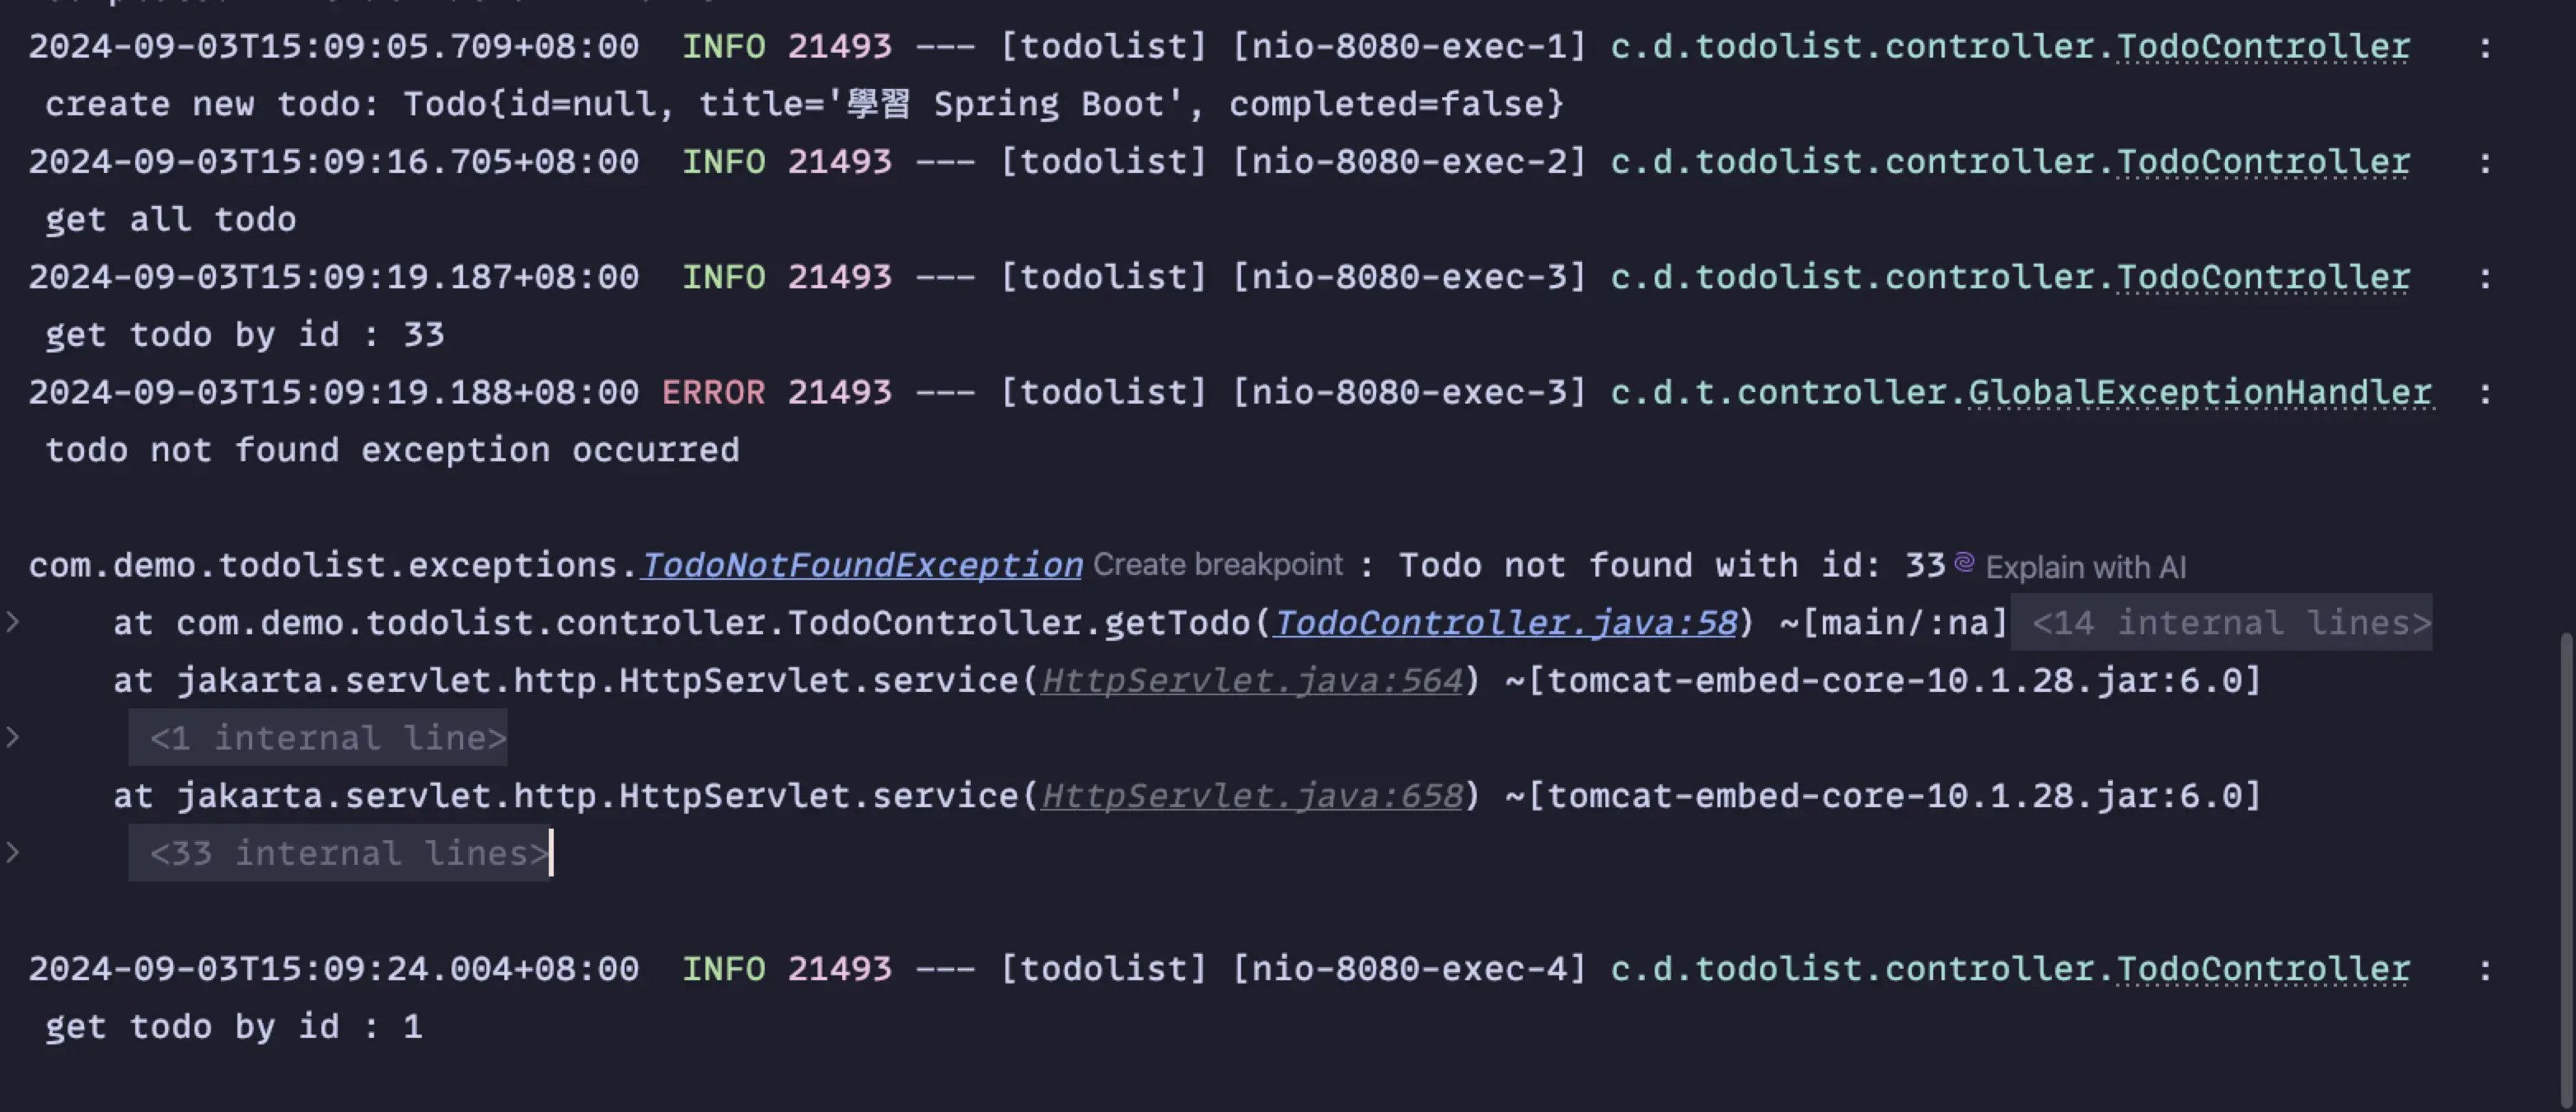 2024-09-03T15:09:05.709+08:00  INFO 21493 --- [todolist] [nio-8080-exec-1] c.d.todolist.controller.TodoController   :
create new todo: Todo{id=null, title='學習 Spring Boot', completed=false}
2024-09-03T15:09:16.705+08:00  INFO 21493 --- [todolist] [nio-8080-exec-2] c.d.todolist.controller.TodoController   :
get all todo
2024-09-03T15:09:19.187+08:00  INFO 21493 --- [todolist] [nio-8080-exec-3] c.d.todolist.controller.TodoController   :
get todo by id : 33
2024-09-03T15:09:19.188+08:00 ERROR 21493 --- [todolist] [nio-8080-exec-3] c.d.t.controller.GlobalExceptionHandler  :
todo not found exception occurred
com.demo.todolist.exceptions.TodoNotFoundException Create breakpoint : Todo not found with id: 33 Explain with AI
at com.demo.todolist.controller.TodoController.getTodo(TodoController.java:58) ~[main/:na] <14 internal lines>
at jakarta.servlet.http.HttpServlet.service(HttpServlet.java:564) ~[tomcat-embed-core-10.1.28.jar:6.0]
<1 internal line>
at jakarta.servlet.http.HttpServlet.service(HttpServlet.java:658) ~[tomcat-embed-core-10.1.28.jar:6.0]
<33 internal lines>
2024-09-03T15:09:24.004+08:00  INFO 21493 --- [todolist] [nio-8080-exec-4] c.d.todolist.controller.TodoController   :
get todo by id : 1